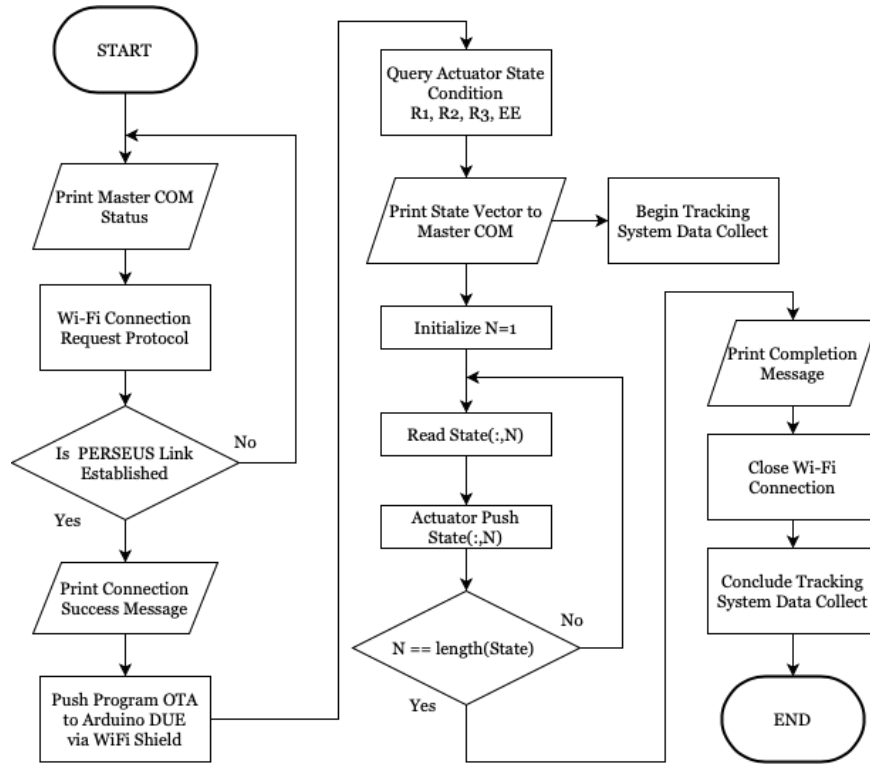 START
Print Master COM
Status
Wi-Fi Connection
Request Protocol
Is PERSEUS Link
Established
No
Yes
Print Connection
Success Message
Push Program OTA
to Arduino DUE
via WiFi Shield
Query Actuator State
Condition
R1, R2, R3, EE
Print State Vector to
Master COM
Begin Tracking
System Data Collect
Initialize N=1
Read State(:,N)
Actuator Push
State(:,N)
N == length(State)
No
Yes
Print Completion
Message
Close Wi-Fi
Connection
Conclude Tracking
System Data Collect
END